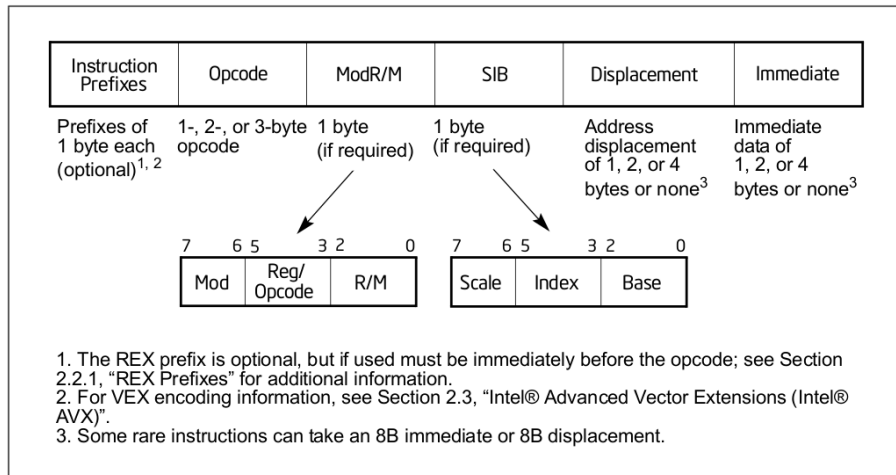 Instruction Prefixes Opcode ModR/M SIB Displacement Immediate
Prefixes of 1 byte each (optional)1, 2
1-, 2-, or 3-byte opcode
1 byte (if required)
1 byte (if required)
Address displacement of 1, 2, or 4 bytes or none3
Immediate data of 1, 2, or 4 bytes or none3
7 6 5 3 2 0
Mod Reg/Opcode R/M
7 6 5 3 2 0
Scale Index Base
1. The REX prefix is optional, but if used must be immediately before the opcode; see Section
2.2.1, “REX Prefixes” for additional information.
2. For VEX encoding information, see Section 2.3, “Intel® Advanced Vector Extensions (Intel®
AVX)”.
3. Some rare instructions can take an 8B immediate or 8B displacement.